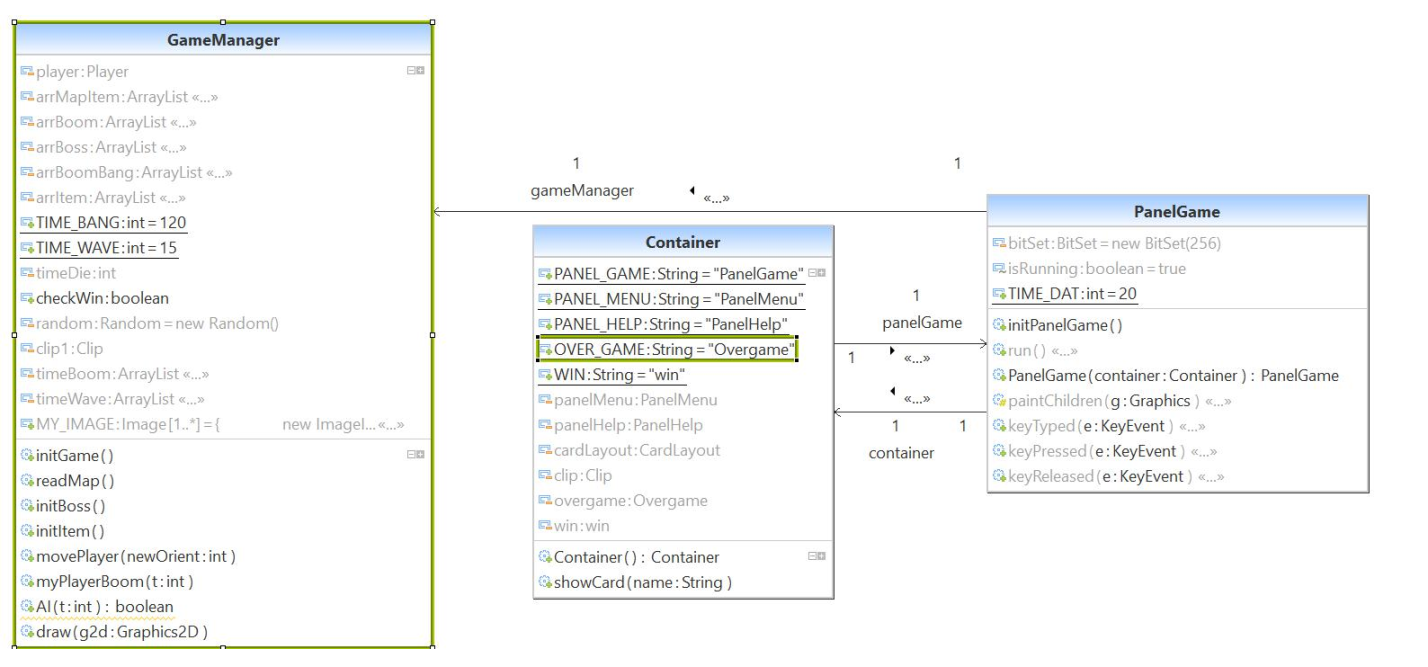 GameManager
player:Player
arrMapItem:ArrayList «...»
arrBoom:ArrayList «...»
arrBoss:ArrayList «...»
arrBoomBang:ArrayList «...»
arrItem:ArrayList «...»
TIME_BANG:int = 120
TIME_WAVE:int = 15
timeDie:int
checkWin:boolean
random:Random = new Random()
clip1:Clip
timeBoom:ArrayList «...»
timeWave:ArrayList «...»
MY_IMAGE:Image[1..*] = { new ImageI...«...»
initGame()
readMap()
initBoss()
initItem()
movePlayer(newOrient:int )
myPlayerBoom(t:int )
AI(t:int ) : boolean
draw(g2d:Graphics2D )
1
1
gameManager
«...»
Container
PANEL_GAME:String = "PanelGame"
PANEL_MENU:String = "PanelMenu"
PANEL_HELP:String = "PanelHelp"
OVER_GAME:String = "Overgame"
WIN:String = "win"
panelMenu:PanelMenu
panelHelp:PanelHelp
cardLayout:CardLayout
clip:Clip
overgame:Overgame
win:win
Container() : Container
showCard(name:String )
1
panelGame
1
«...»
«...»
1
1
container
PanelGame
bitSet:BitSet = new BitSet(256)
isRunning:boolean = true
TIME_DAT:int = 20
initPanelGame()
run() «...»
PanelGame(container:Container ) : PanelGame
paintChildren(g:Graphics ) «...»
keyTyped(e:KeyEvent ) «...»
keyPressed(e:KeyEvent ) «...»
keyReleased(e:KeyEvent ) «...»